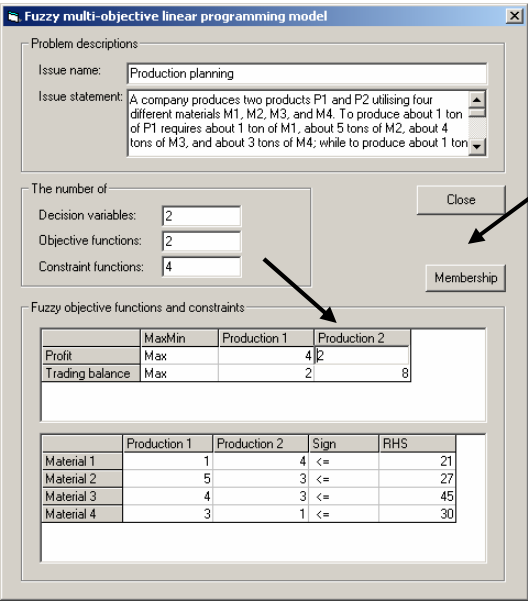 Fuzzy multi-objective linear programming model
Problem descriptions
Issue name: Production planning
Issue statement: A company produces two products P1 and P2 utilising four
different materials M1, M2, M3, and M4. To produce about 1 ton
of P1 requires about 1 ton of M1, about 5 tons of M2, about 4
tons of M3, and about 3 tons of M4; while to produce about 1 ton
The number of
Decision variables: 2
Objective functions: 2
Constraint functions: 4
Close
Membership
Fuzzy objective functions and constraints
MaxMin Production 1 Production 2
Profit Max 4 2
Trading balance Max 2 8
Production 1 Production 2 Sign RHS
Material 1 1 4 <= 21
Material 2 5 3 <= 27
Material 3 4 3 <= 45
Material 4 3 1 <= 30